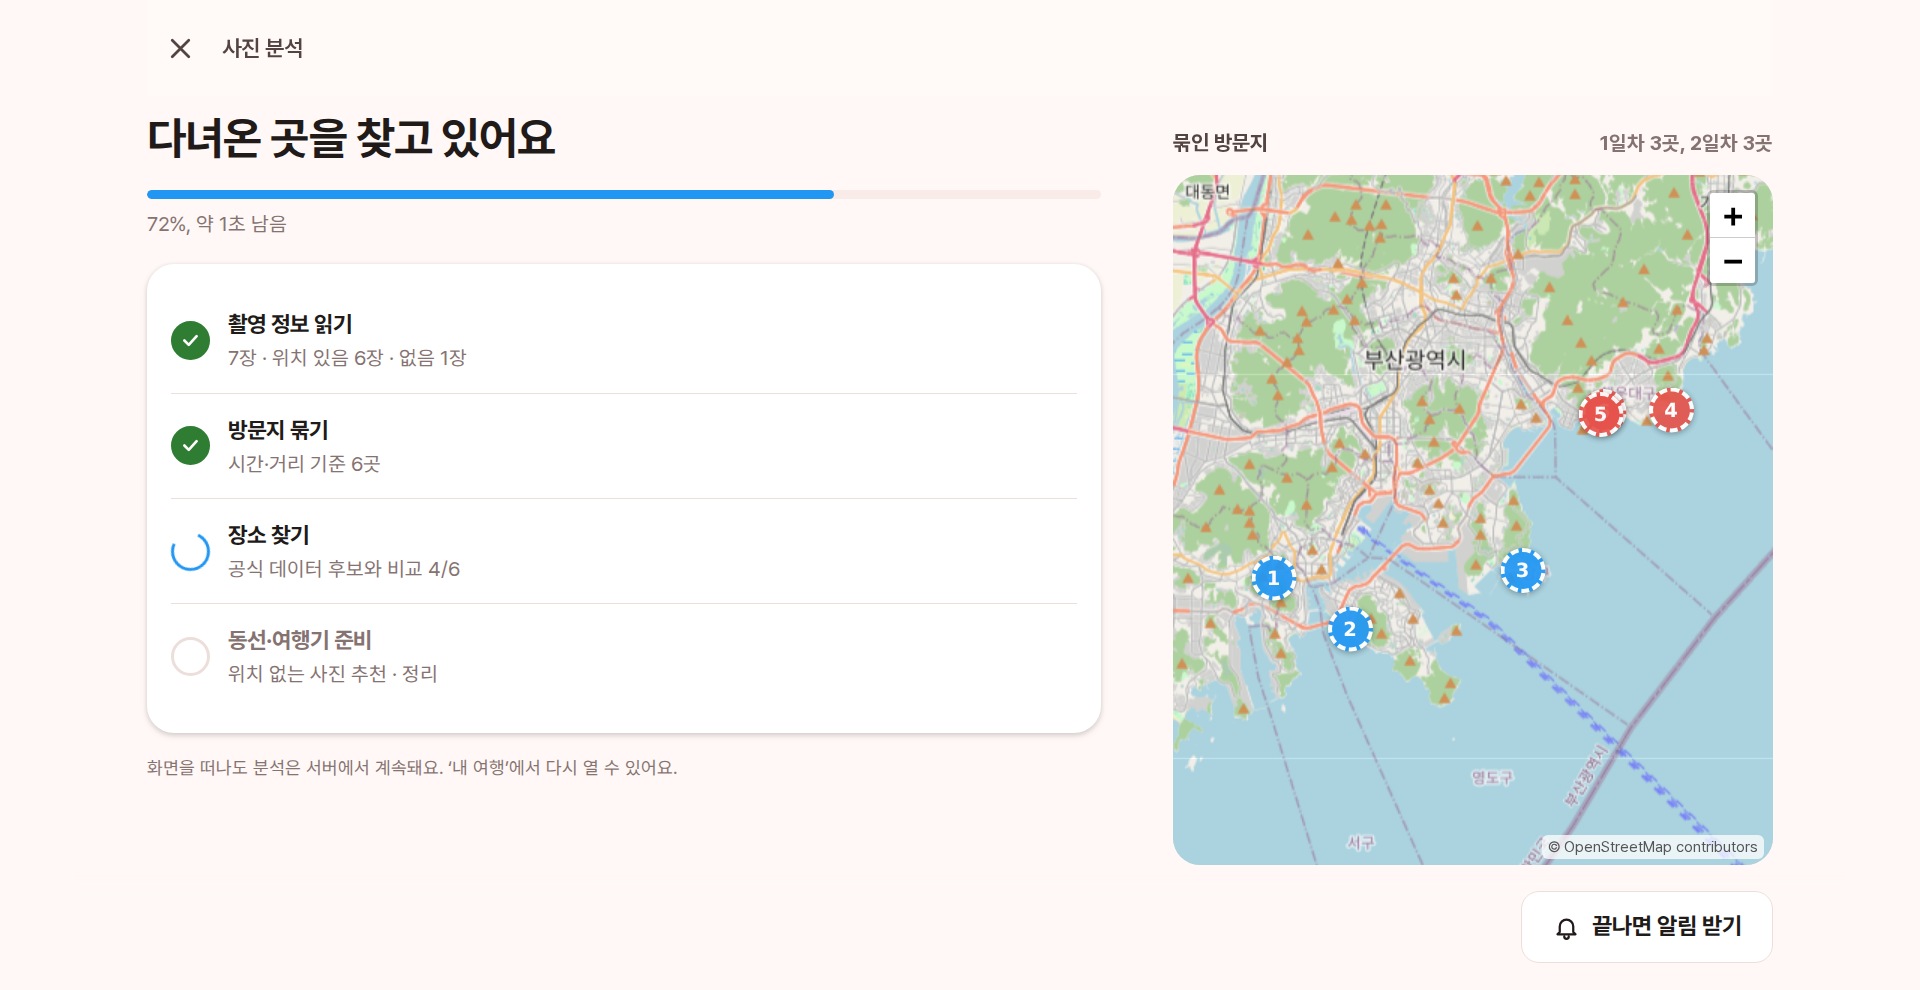 사진 분석
다녀온 곳을 찾고 있어요
72%, 약 1초 남음
촬영 정보 읽기
7장 · 위치 있음 6장 · 없음 1장
방문지 묶기
시간·거리 기준 6곳
장소 찾기
공식 데이터 후보와 비교 4/6
동선·여행기 준비
위치 없는 사진 추천 · 정리
화면을 떠나도 분석은 서버에서 계속돼요. ‘내 여행’에서 다시 열 수 있어요.
묶인 방문지
1일차 3곳, 2일차 3곳
대동면
+
−
부산광역시
5
4
1
2
3
영도구
부산광역시
서구
© OpenStreetMap contributors
끝나면 알림 받기